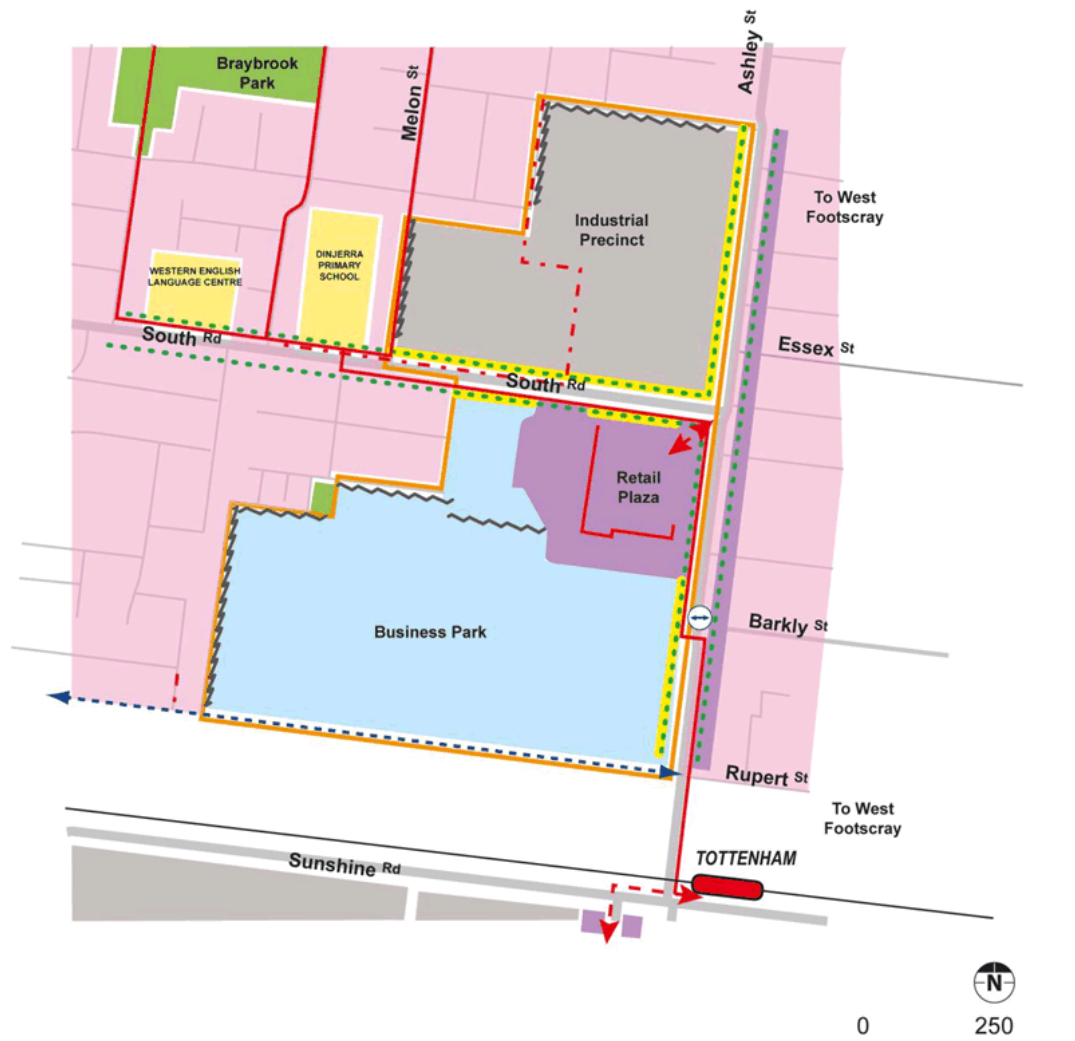 Ashley St
Braybrook
Park
Melon St
To West
Footscray
Industrial
Precinct
DINJERRA
PRIMARY
SCHOOL
WESTERN ENGLISH
LANGUAGE CENTRE
South Rd
Essex St
South Rd
Retail
Plaza
Business Park
Barkly St
Rupert St
To West
Footscray
TOTTENHAM
Sunshine Rd
N
0 250